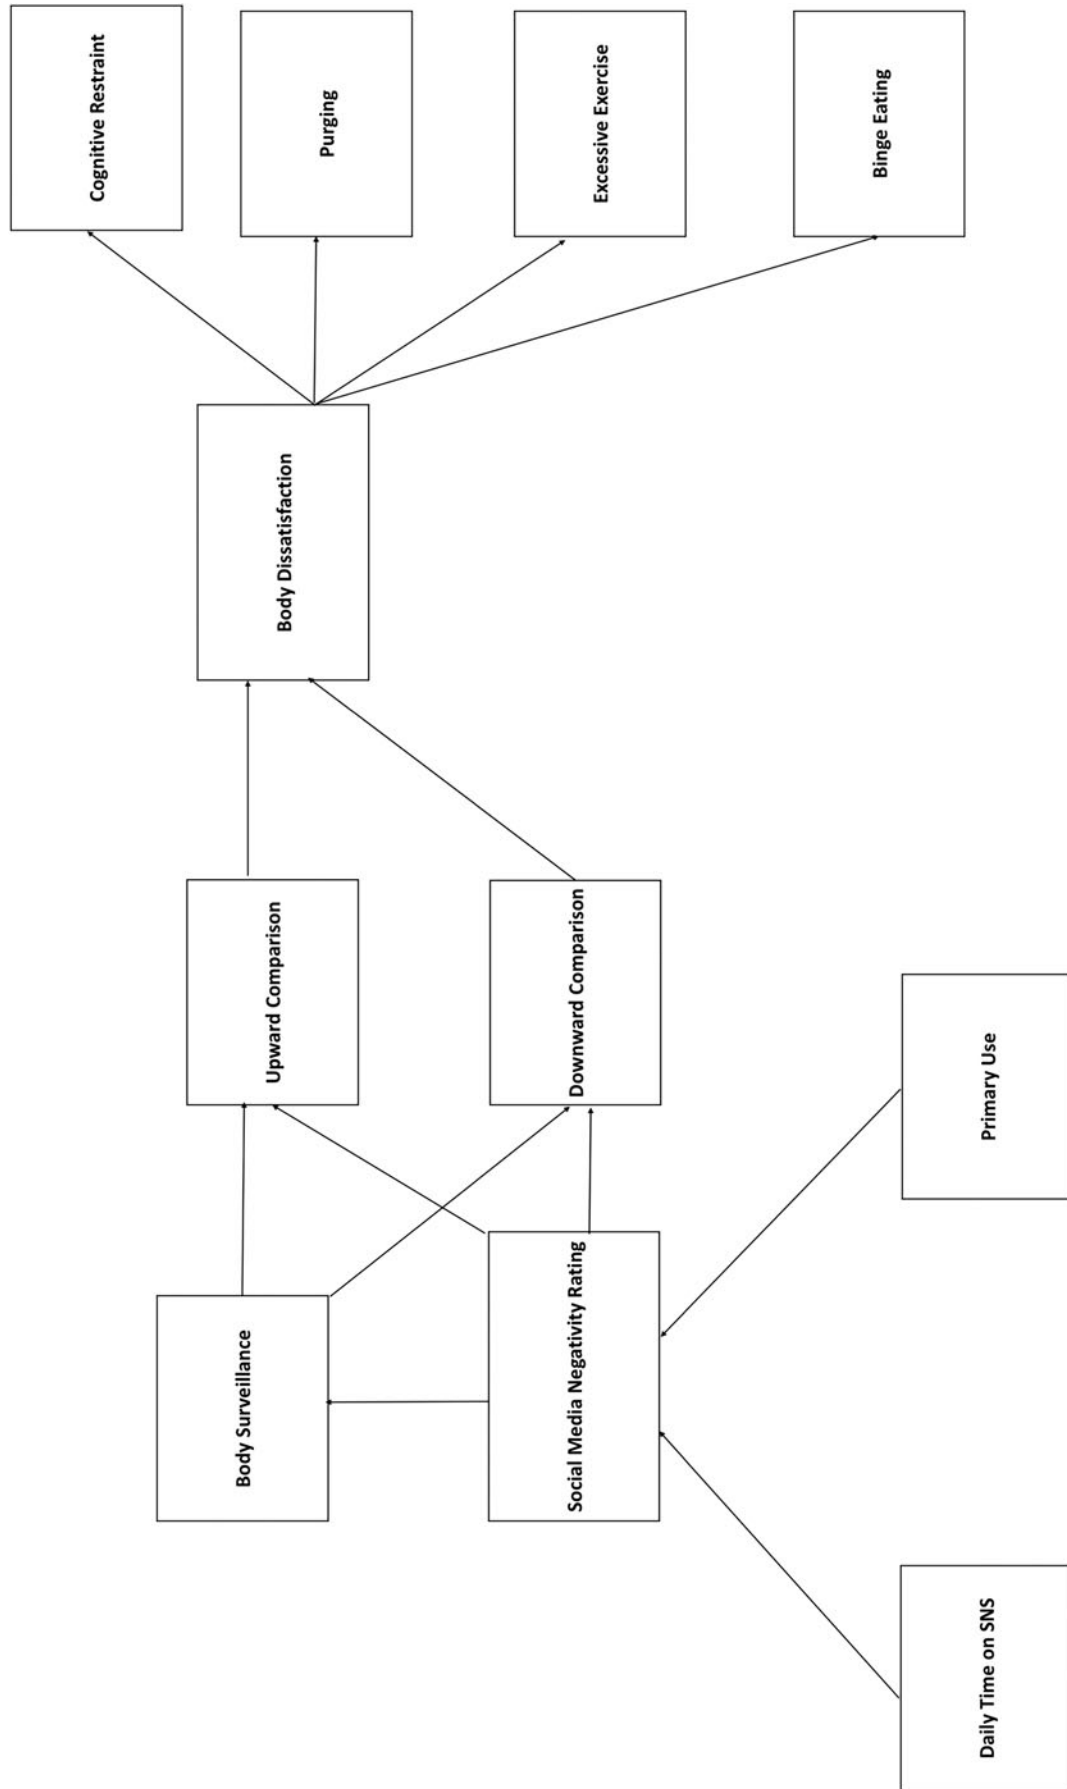 Cognitive Restraint
Purging
Excessive Exercise
Binge Eating
Body Dissatisfaction
Upward Comparison
Downward Comparison
Body Surveillance
Social Media Negativity Rating
Primary Use
Daily Time on SNS